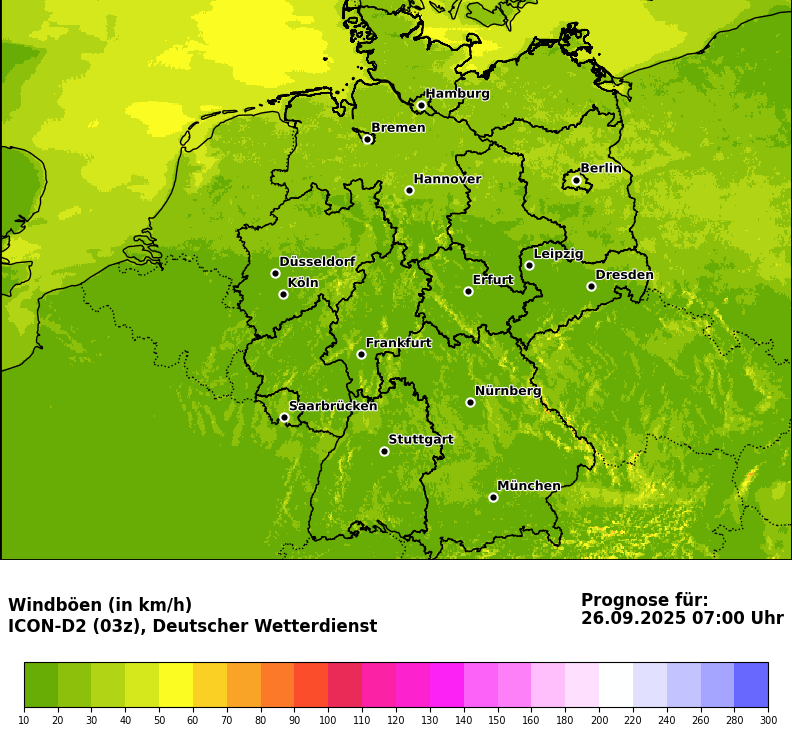 Hamburg
Bremen
Berlin
Hannover
Leipzig
Düsseldorf
Dresden
Köln
Erfurt
Frankfurt
Nürnberg
Saarbrücken
Stuttgart
München
Windböen (in km/h)
ICON-D2 (03z), Deutscher Wetterdienst
Prognose für:
26.09.2025 07:00 Uhr
10 20 30 40 50 60 70 80 90 100 110 120 130 140 150 160 180 190 200 220 240 260 280 300